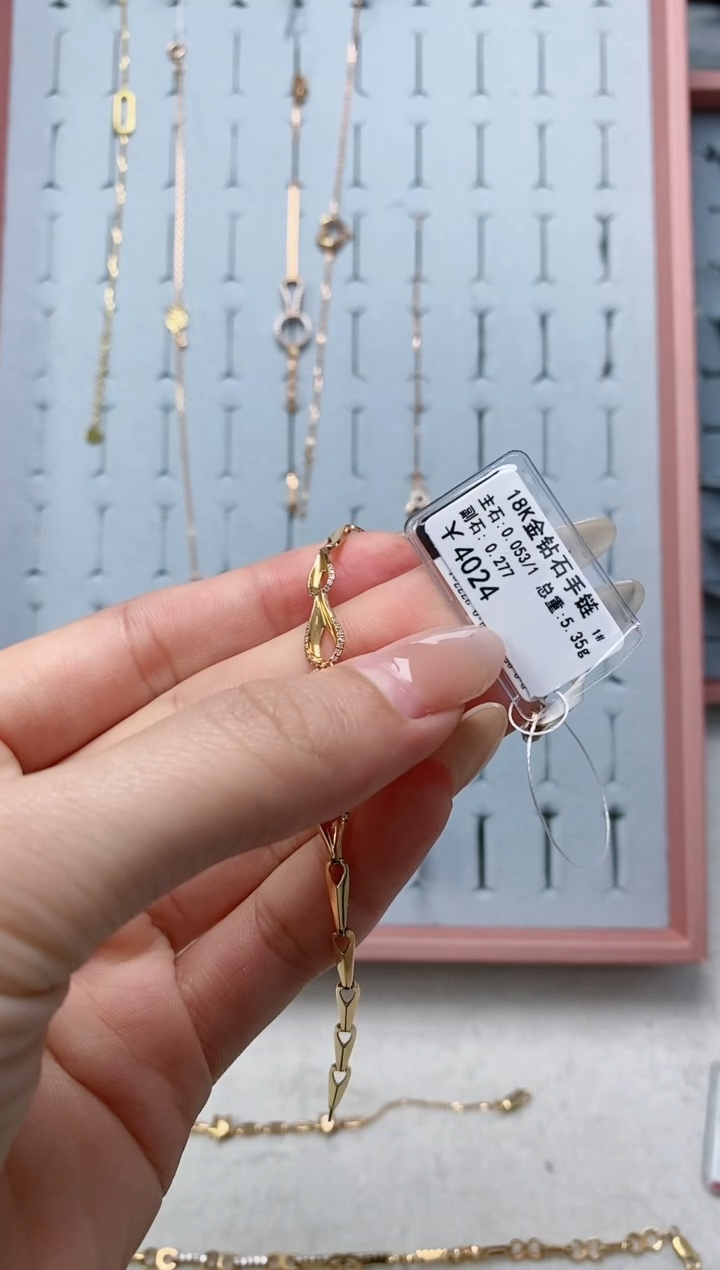 18K金钻石手链 1#
主石:0.053/1 总重:5.35g
副石: 0.277
¥ 4024